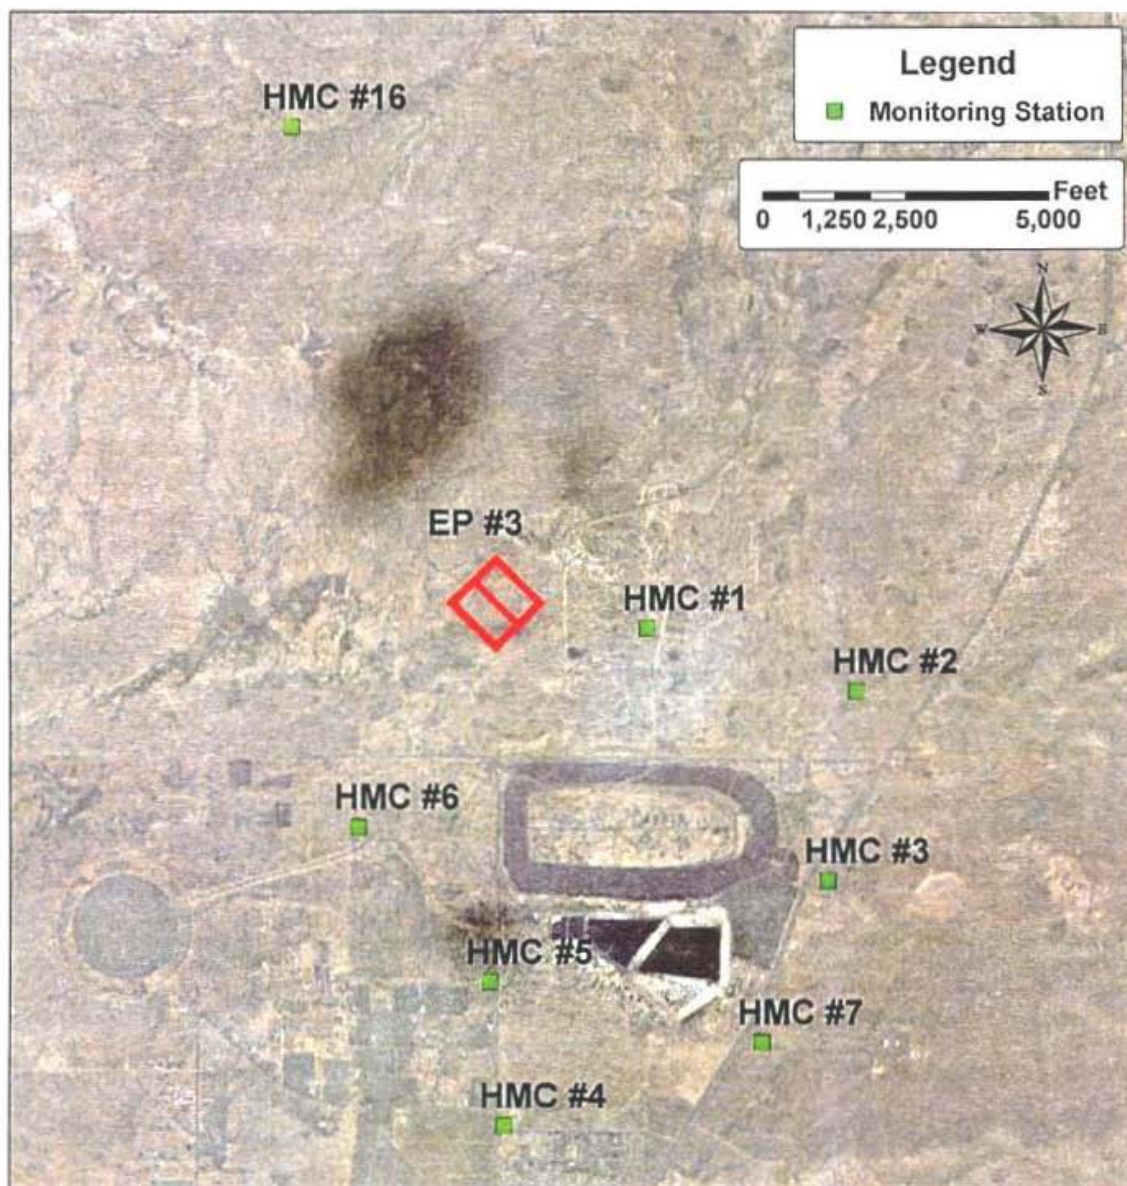 Legend
Monitoring Station
HMC #16
Feet
0 1,250 2,500 5,000
N
W E
S
EP #3
HMC #1
HMC #2
HMC #6
HMC #3
HMC #5
HMC #7
HMC #4